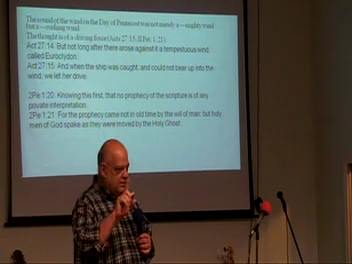 The sound of the wind on the Day of Pentecost was not merely a –mighty wind
but a –rushing wind.
The thought is of a driving force (Acts 27:15; II Pet. 1:21)
Act 27:14 But not long after there arose against it a tempestuous wind,
called Euroclydon.
Act 27:15 And when the ship was caught, and could not bear up into the
wind, we let her drive.
2Pe 1:20 Knowing this first, that no prophecy of the scripture is of any
private interpretation.
2Pe 1:21 For the prophecy came not in old time by the will of man: but holy
men of God spake as they were moved by the Holy Ghost.